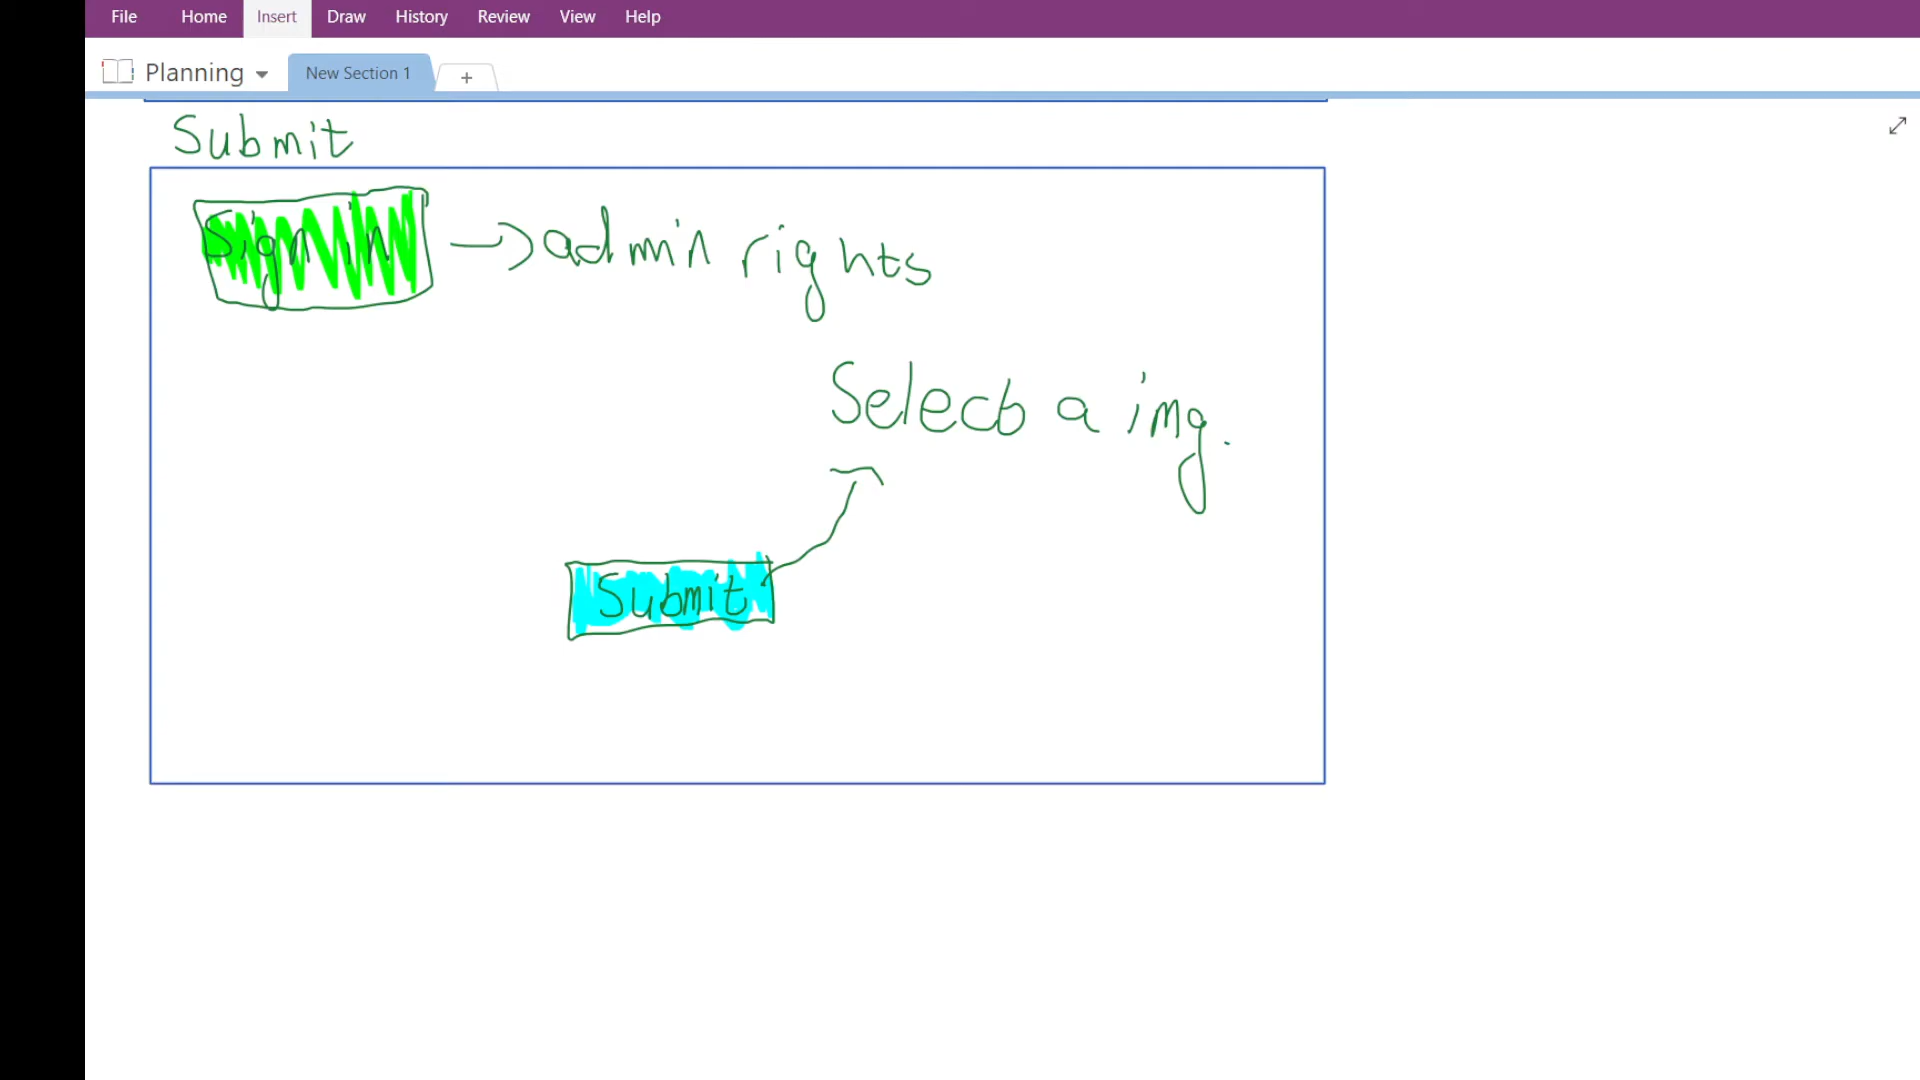 File Home Insert Draw History Review View Help
Planning New Section 1 +
Submit
Sign in → admin rights
Select a img.
Submit